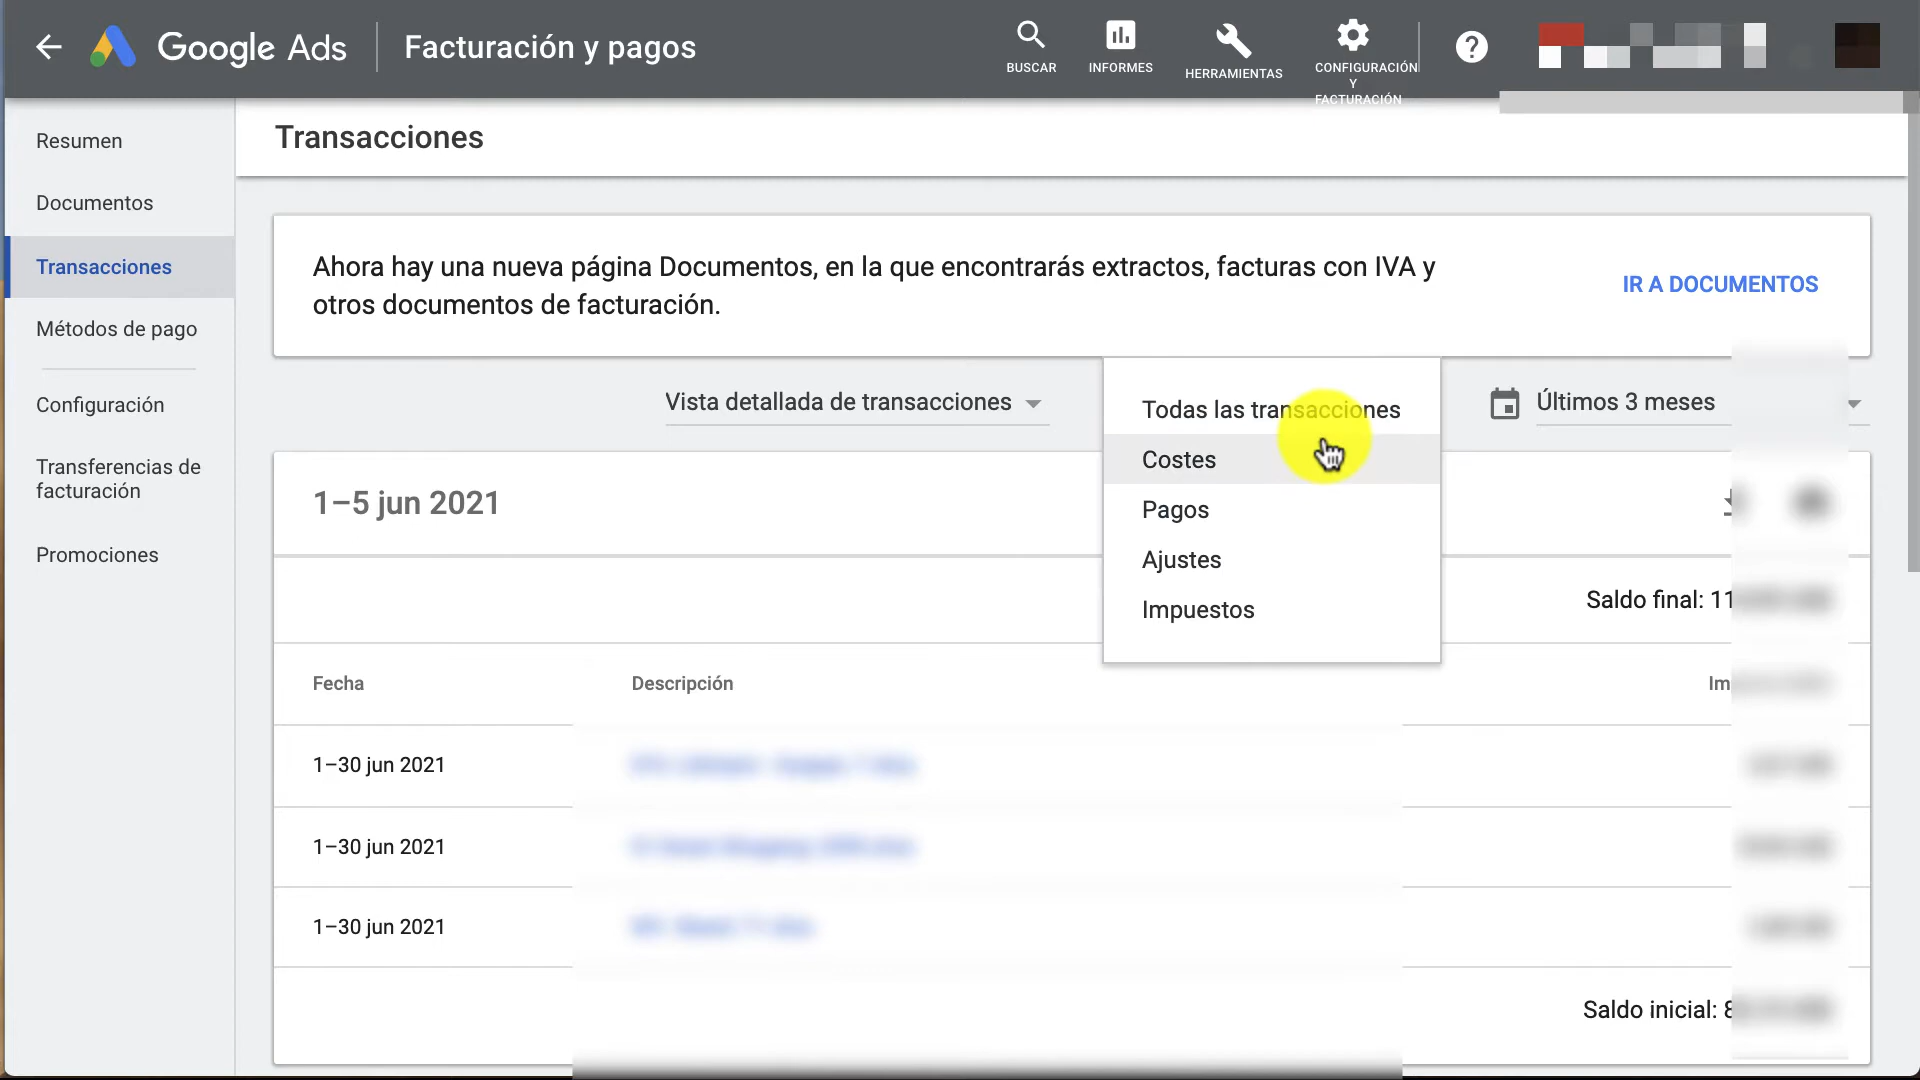 Google Ads
Facturación y pagos
BUSCAR
INFORMES
HERRAMIENTAS
CONFIGURACIÓN
Y
FACTURACIÓN
Resumen
Documentos
Transacciones
Métodos de pago
Configuración
Transferencias de
facturación
Promociones
Transacciones
Ahora hay una nueva página Documentos, en la que encontrarás extractos, facturas con IVA y
otros documentos de facturación.
IR A DOCUMENTOS
Vista detallada de transacciones
Todas las transacciones
Costes
Pagos
Ajustes
Impuestos
Últimos 3 meses
1–5 jun 2021
Saldo final:
Fecha
Descripción
1–30 jun 2021
1–30 jun 2021
1–30 jun 2021
Saldo inicial: